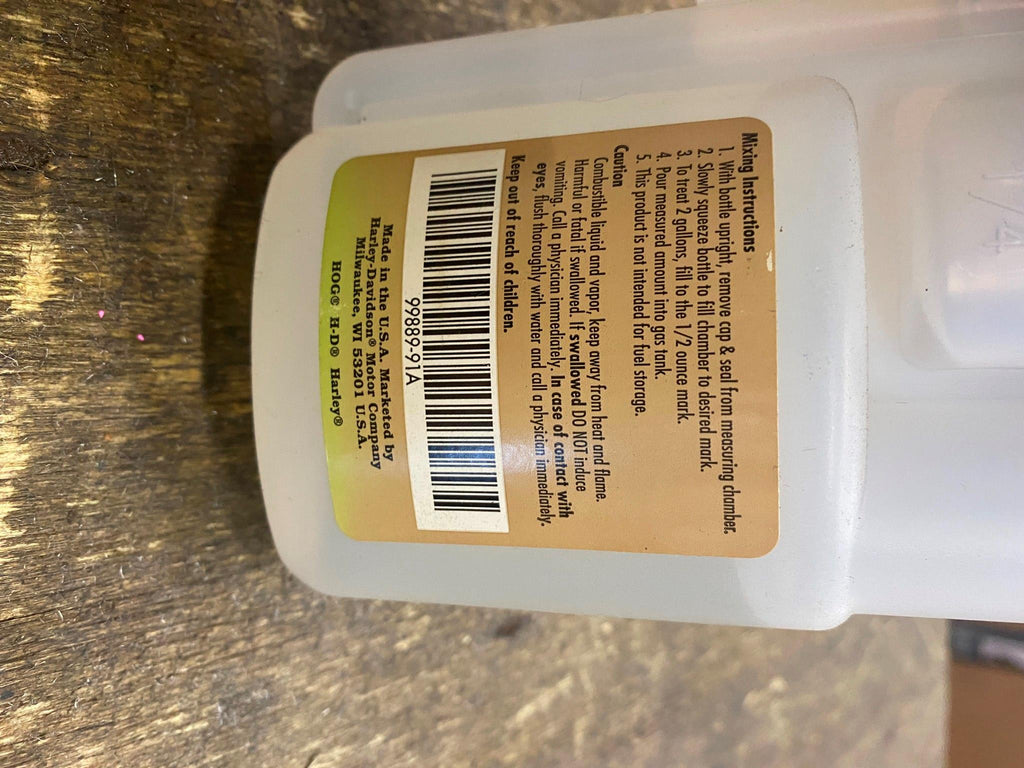 Mixing Instructions
1. With bottle upright, remove cap & seal from measuring chamber.
2. Slowly squeeze bottle to fill chamber to desired mark.
3. To treat 2 gallons, fill to the 1/2 ounce mark.
4. Pour measured amount into gas tank.
5. This product is not intended for fuel storage.
Caution
Combustible liquid and vapor, keep away from heat and flame.
Harmful or fatal if swallowed. If swallowed DO NOT induce
vomiting. Call a physician immediately. In case of contact with
eyes, flush thoroughly with water and call a physician immediately.
Keep out of reach of children.
99889-91A
Made in the U.S.A. Marketed by
Harley-Davidson® Motor Company
Milwaukee, WI 53201 U.S.A.
HOG® H-D® Harley®